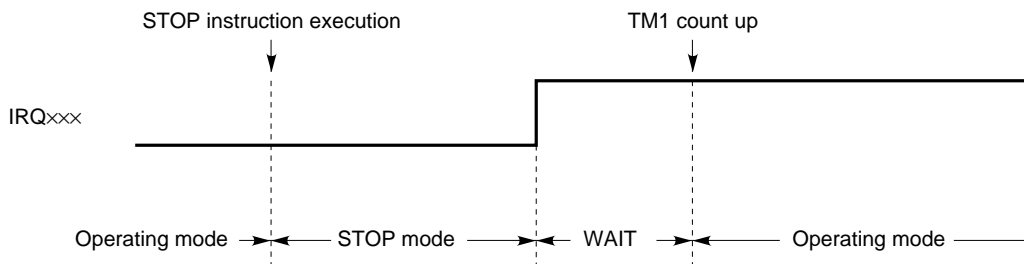 STOP instruction execution
TM1 count up
IRQ×××
Operating mode
STOP mode
WAIT
Operating mode